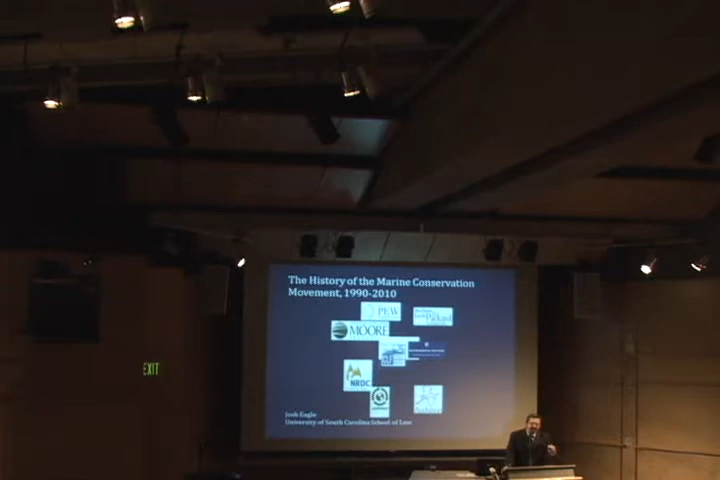 The History of the Marine Conservation
Movement, 1990-2010
PEW
Packard
MOORE
NRDC
EXIT
Josh Eagle
University of South Carolina School of Law